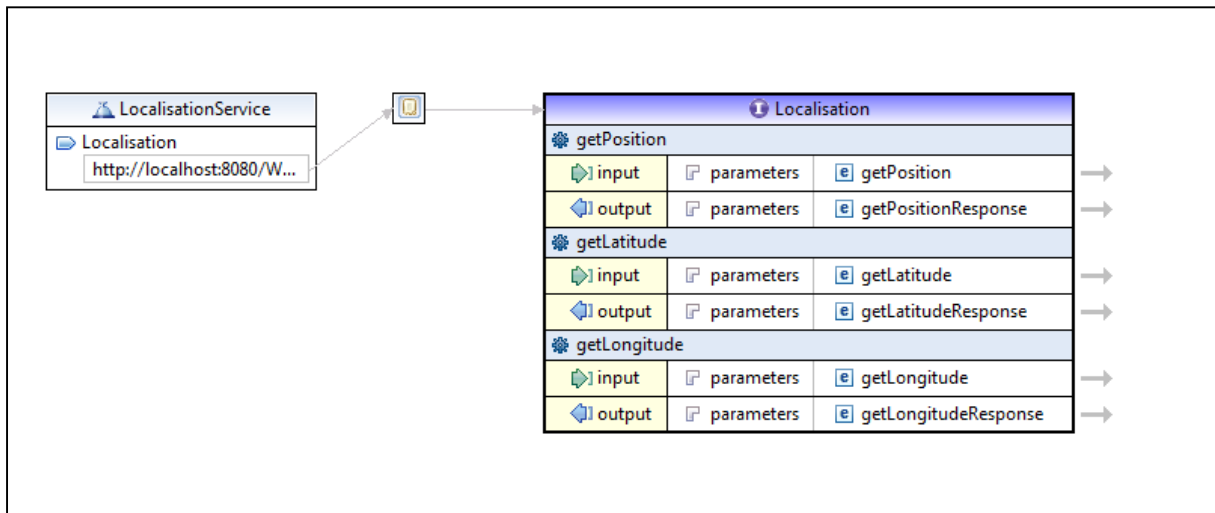 LocalisationService
Localisation
http://localhost:8080/W...
Localisation
getPosition
input parameters getPosition
output parameters getPositionResponse
getLatitude
input parameters getLatitude
output parameters getLatitudeResponse
getLongitude
input parameters getLongitude
output parameters getLongitudeResponse